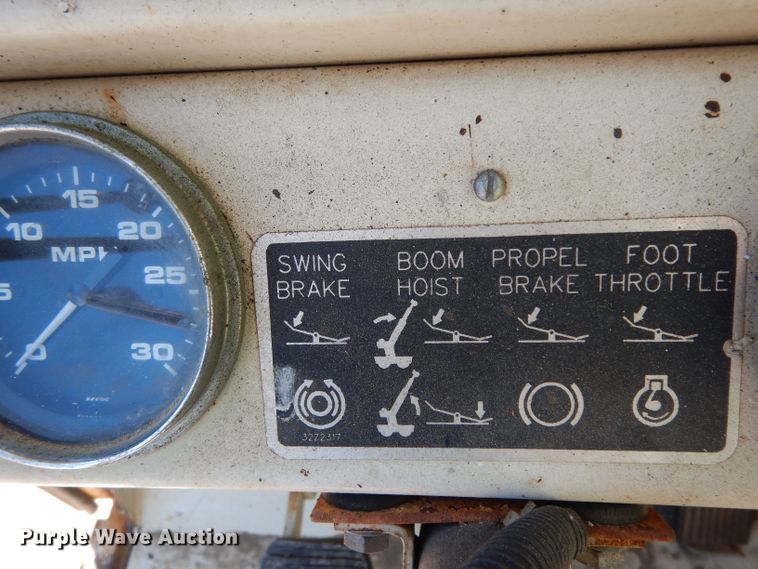 15
10 20
MPH
5 25
0 30
SWING BRAKE
BOOM HOIST
PROPEL BRAKE
FOOT THROTTLE
3272317
Purple Wave Auction